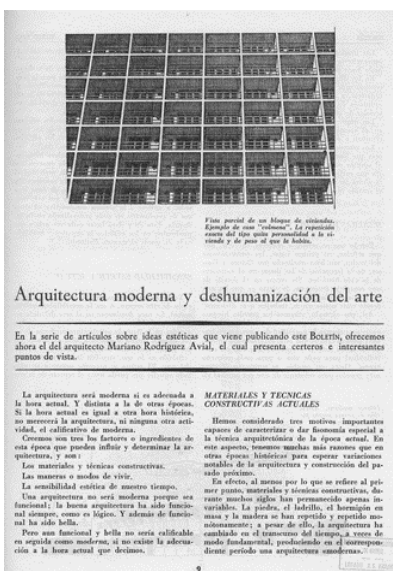 Vista parcial de un bloque de viviendas.
Ejemplo de casa "colmena". La repetición
exacta del tipo quita personalidad a la vi-
vienda y de paso al que la habita.
Arquitectura moderna y deshumanización del arte
En la serie de artículos sobre ideas estéticas que viene publicando este BOLETÍN, ofrecemos
ahora el del arquitecto Mariano Rodríguez Avial, el cual presenta certeros e interesantes
puntos de vista.
La arquitectura será moderna si es adecuada a
la hora actual. Y distinta a la de otras épocas.
Si la hora actual es igual a otra hora histórica,
no merecerá la arquitectura, ni ninguna otra acti-
vidad, el calificativo de moderna.
Creemos son tres los factores o ingredientes de
esta época que pueden influir y determinar la ar-
quitectura, y son:
Los materiales y técnicas constructivas.
Las maneras o modos de vivir.
La sensibilidad estética de nuestro tiempo.
Una arquitectura no será moderna porque sea
funcional; la buena arquitectura ha sido funcio-
nal siempre, como es lógico. Y además de funcio-
nal ha sido bella.
Pero aun funcional y bella no sería calificable
en seguida como moderna, si no existe la adecua-
ción a la hora actual que decimos.
MATERIALES Y TECNICAS
CONSTRUCTIVAS ACTUALES
Hemos considerado tres motivos importantes
capaces de caracterizar o dar fisonomía especial a
la técnica arquitectónica de la época actual. En
este aspecto, tenemos muchas más razones que en
otras épocas históricas para esperar variaciones
notables de la arquitectura y construcción del pa-
sado próximo.
En efecto, al menos por lo que se refiere al pri-
mer punto, materiales y técnicas constructivas, du-
rante muchos siglos han permanecido apenas in-
variables. La piedra, el ladrillo, el hormigón en
masa y la madera se han repetido y repetido mo-
nótonamente; a pesar de ello, la arquitectura ha
cambiado en el transcurso del tiempo, a veces de
modo fundamental, produciendo en el correspon-
diente período una arquitectura «moderna».
9